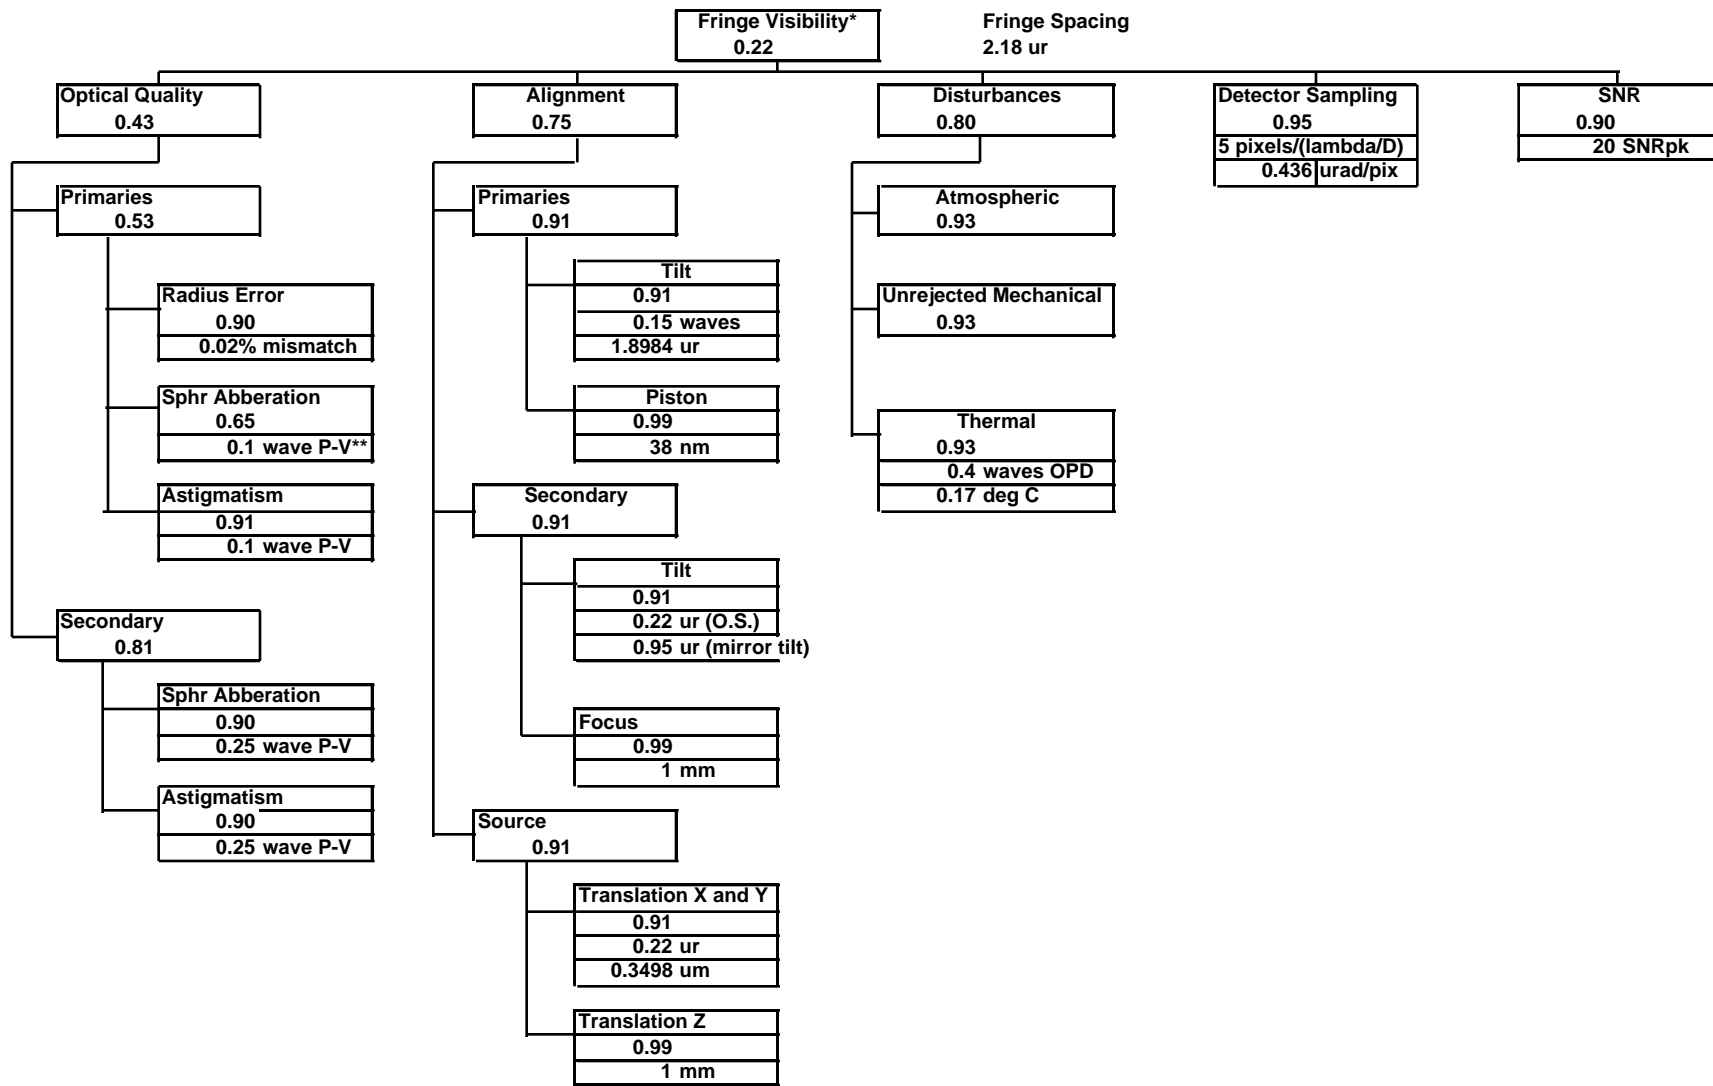 Fringe Visibility*
0.22
Fringe Spacing
2.18 ur
Optical Quality
0.43
Primaries
0.53
Radius Error
0.90
0.02% mismatch
Sphr Abberation
0.65
0.1 wave P-V**
Astigmatism
0.91
0.1 wave P-V
Secondary
0.81
Sphr Abberation
0.90
0.25 wave P-V
Astigmatism
0.90
0.25 wave P-V
Alignment
0.75
Primaries
0.91
Tilt
0.91
0.15 waves
1.8984 ur
Piston
0.99
38 nm
Secondary
0.91
Tilt
0.91
0.22 ur (O.S.)
0.95 ur (mirror tilt)
Focus
0.99
1 mm
Source
0.91
Translation X and Y
0.91
0.22 ur
0.3498 um
Translation Z
0.99
1 mm
Disturbances
0.80
Atmospheric
0.93
Unrejected Mechanical
0.93
Thermal
0.93
0.4 waves OPD
0.17 deg C
Detector Sampling
0.95
5 pixels/(lambda/D)
0.436 urad/pix
SNR
0.90
20 SNRpk